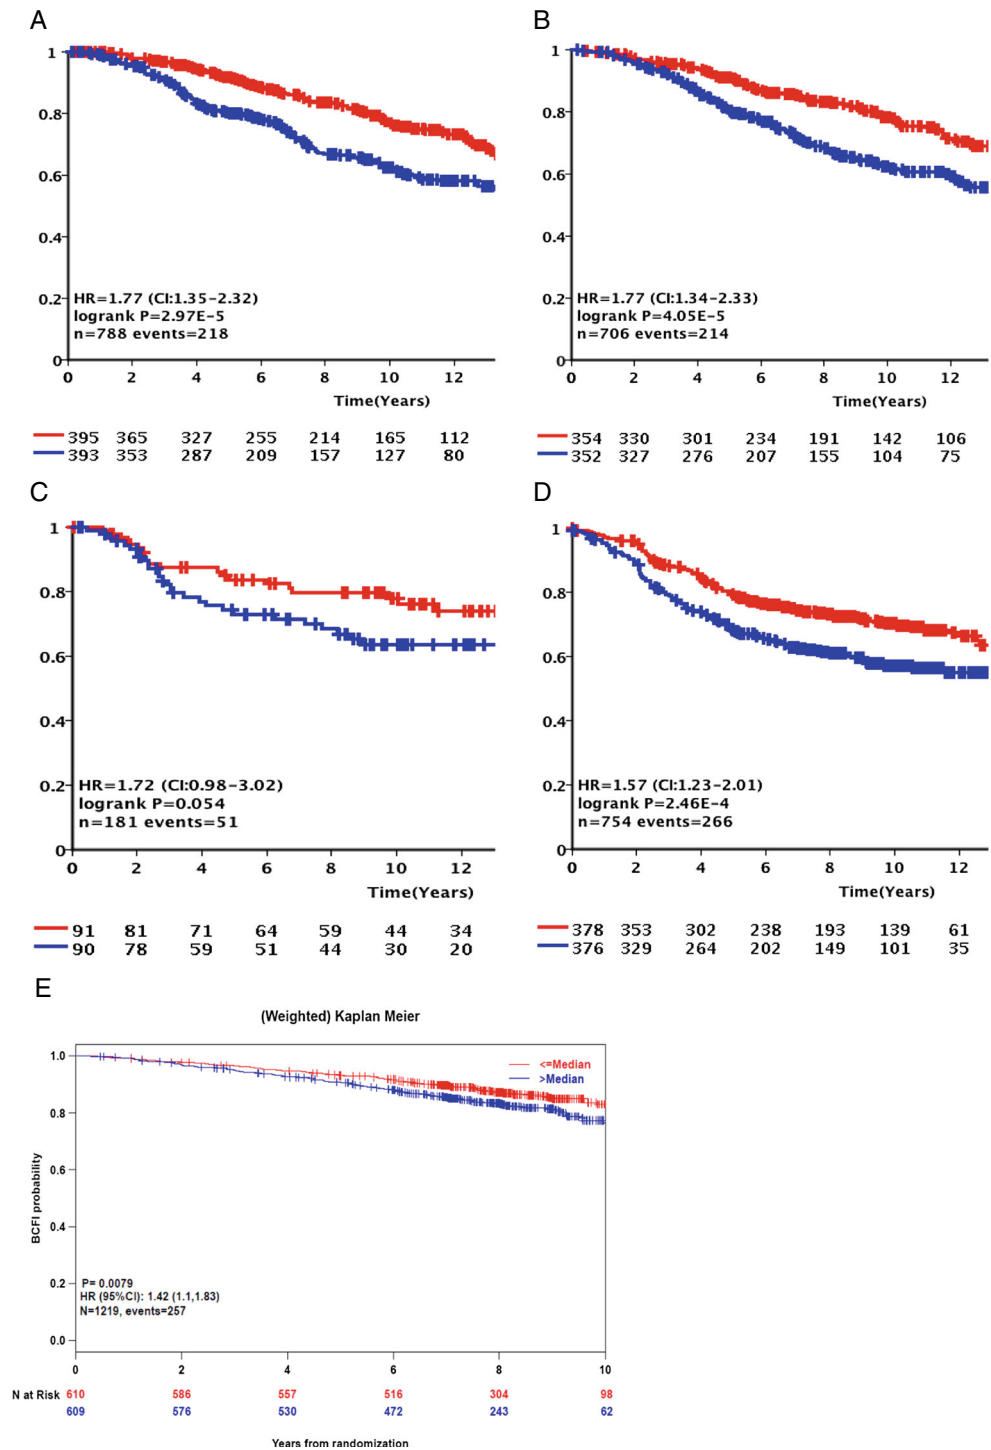 A
1
0.8
0.6
0.4
0.2
0
HR=1.77 (CI:1.35-2.32)
logrank P=2.97E-5
n=788 events=218
0 2 4 6 8 10 12
Time(Years)
395 365 327 255 214 165 112
393 353 287 209 157 127 80
B
1
0.8
0.6
0.4
0.2
0
HR=1.77 (CI:1.34-2.33)
logrank P=4.05E-5
n=706 events=214
0 2 4 6 8 10 12
Time(Years)
354 330 301 234 191 142 106
352 327 276 207 155 104 75
C
1
0.8
0.6
0.4
0.2
0
HR=1.72 (CI:0.98-3.02)
logrank P=0.054
n=181 events=51
0 2 4 6 8 10 12
Time(Years)
91 81 71 64 59 44 34
90 78 59 51 44 30 20
D
1
0.8
0.6
0.4
0.2
0
HR=1.57 (CI:1.23-2.01)
logrank P=2.46E-4
n=754 events=266
0 2 4 6 8 10 12
Time(Years)
378 353 302 238 193 139 61
376 329 264 202 149 101 35
E
(Weighted) Kaplan Meier
<=Median
>Median
BCFI probability
1.0
0.8
0.6
0.4
0.2
0.0
P= 0.0079
HR (95%CI): 1.42 (1.1,1.83)
N=1219, events=257
0 2 4 6 8 10
N at Risk 610 586 557 516 304 98
609 576 530 472 243 62
Years from randomization